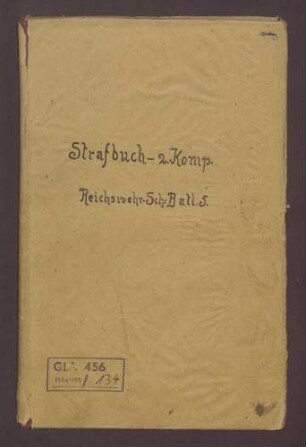 Strafbuch - 2. Komp.
Reichswehr-Sch: Batl. 5.
GLA 456
/ 134